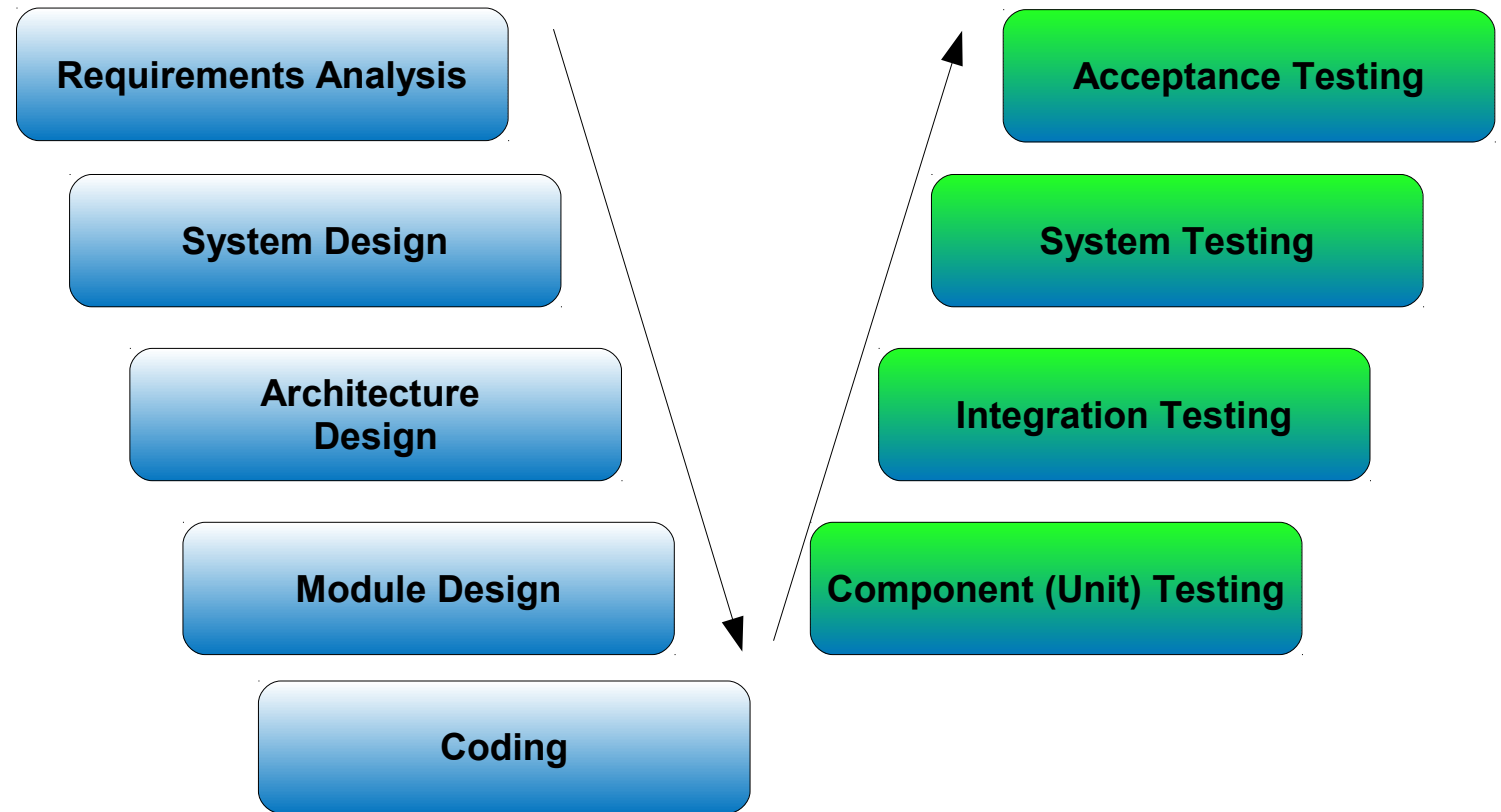 Requirements Analysis
Acceptance Testing
System Design
System Testing
Architecture
Design
Integration Testing
Module Design
Component (Unit) Testing
Coding